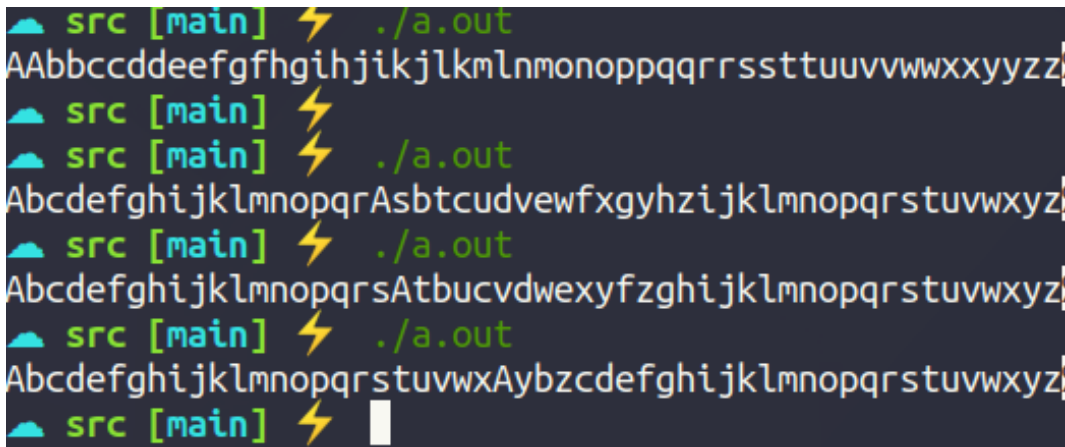 ☁ src [main] ⚡ ./a.out
AAbbccddeefgfhgihjikjlkmlnmonoppqqrrssttuuvvwwxxyyzz
☁ src [main] ⚡
☁ src [main] ⚡ ./a.out
AbcdefghijklmnopqrAsbtcudvewfxgyhzijklmnopqrstuvwxyz
☁ src [main] ⚡ ./a.out
AbcdefghijklmnopqrsAtbucvdwexyfzghijklmnopqrstuvwxyz
☁ src [main] ⚡ ./a.out
AbcdefghijklmnopqrstuvwxAybzcdefghijklmnopqrstuvwxyz
☁ src [main] ⚡